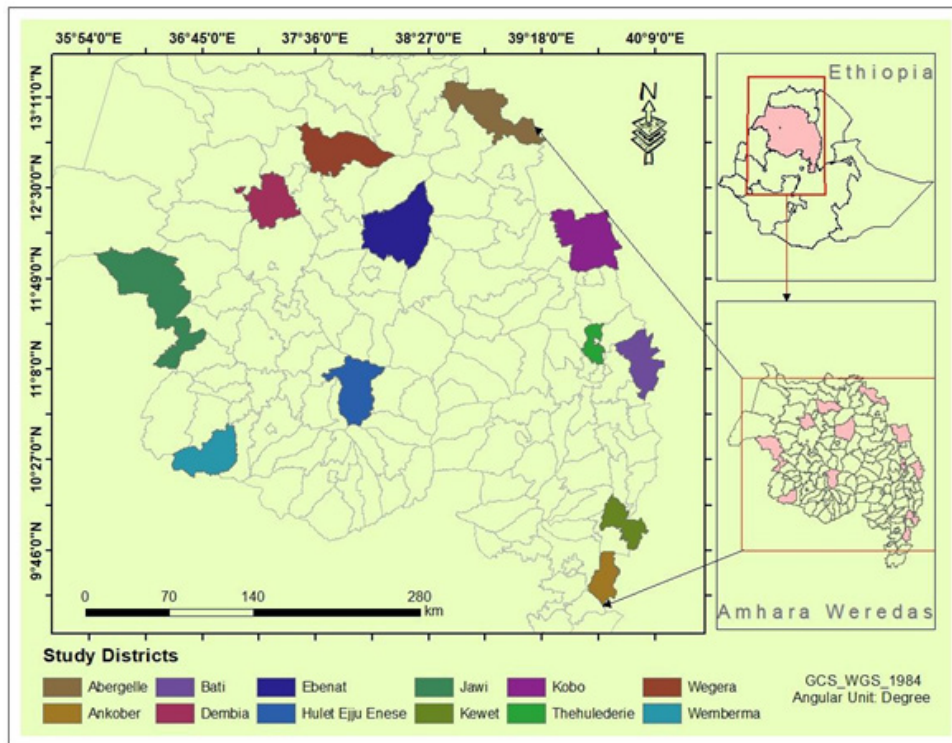 35°54'0"E 36°45'0"E 37°36'0"E 38°27'0"E 39°18'0"E 40°9'0"E
13°11'0"N
12°30'0"N
11°49'0"N
11°8'0"N
10°27'0"N
9°46'0"N
N
0 70 140 280
km
Ethiopia
Amhara Weredas
Study Districts
Abergelle Bati Ebenat Jawi Kobo Wegera
Ankober Dembia Hulet Ejju Enese Kewet Thehulederie Wemberma
GCS_WGS_1984
Angular Unit: Degree